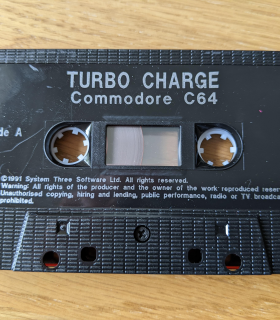 TURBO CHARGE
Commodore C64
de A
©1991 System Three Software Ltd. All rights reserved.
Warning: All rights of the producer and the owner of the work reproduced reser
Unauthorised copying, hiring and lending, public performance, radio or TV broadcast
prohibited.